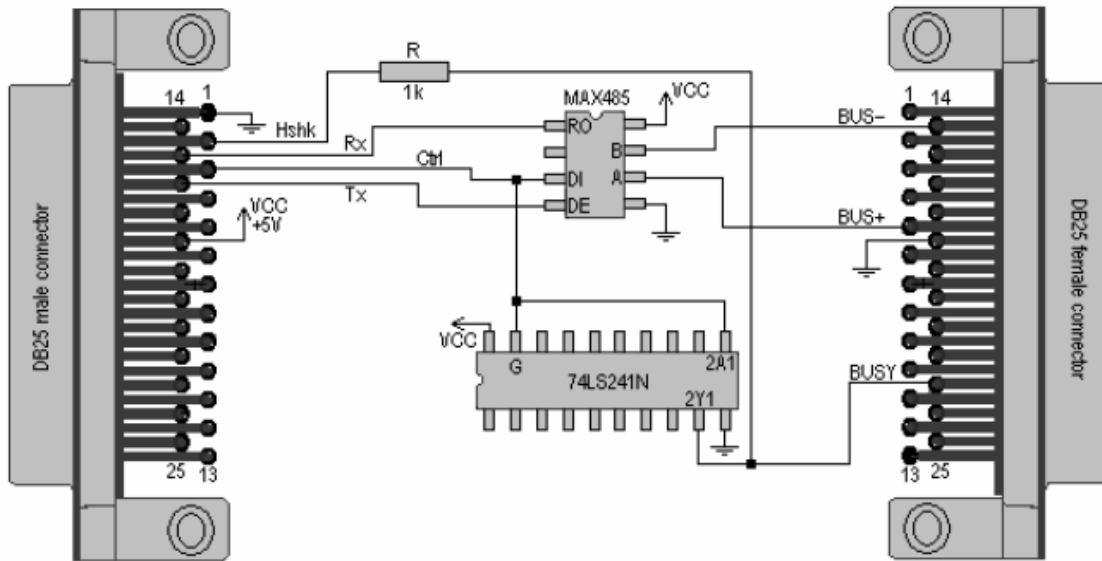 R
1k
MAX485
VCC
14 1
Hshk
RO
BUS-
1 14
Rx
B
Ctrl
DI
A
Tx
DE
VCC
+5V
BUS+
DB25 male connector
DB25 female connector
VCC
G
2A1
74LS241N
2Y1
BUSY
25 13
13 25